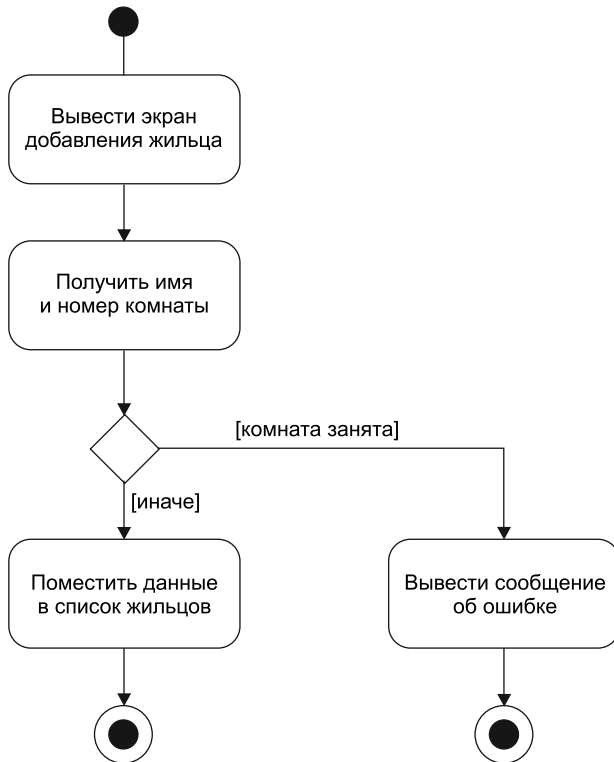 Вывести экран
добавления жильца
Получить имя
и номер комнаты
[комната занята]
[иначе]
Поместить данные
в список жильцов
Вывести сообщение
об ошибке